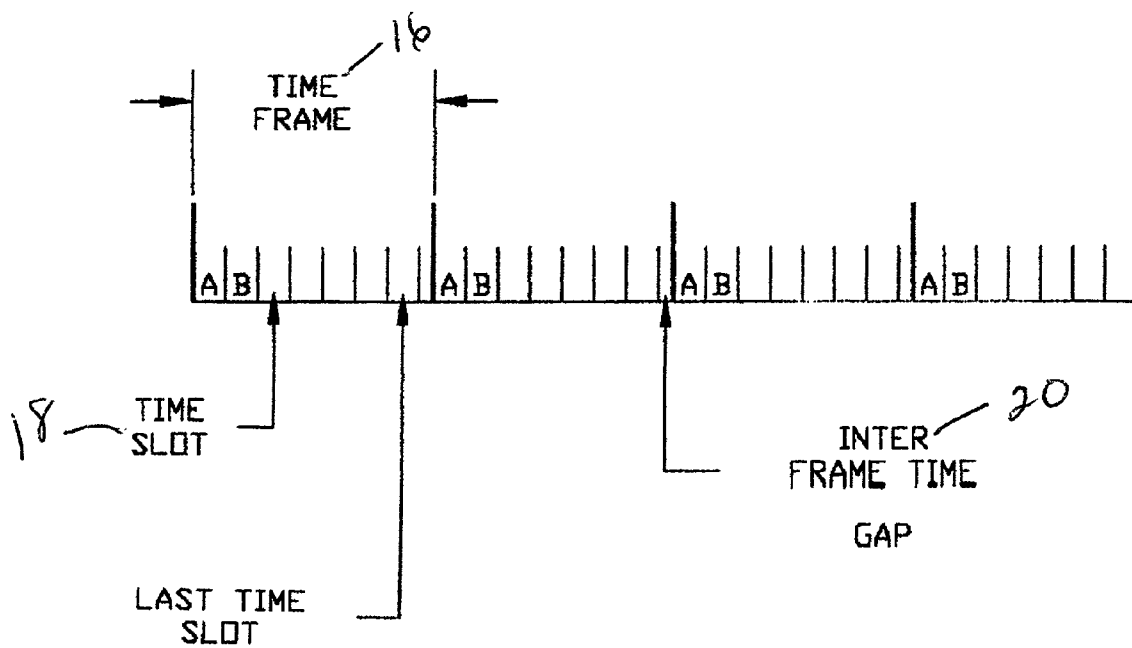 16
TIME
FRAME
A B A B A B A B
18
TIME
SLOT
20
INTER
FRAME TIME
GAP
LAST TIME
SLOT